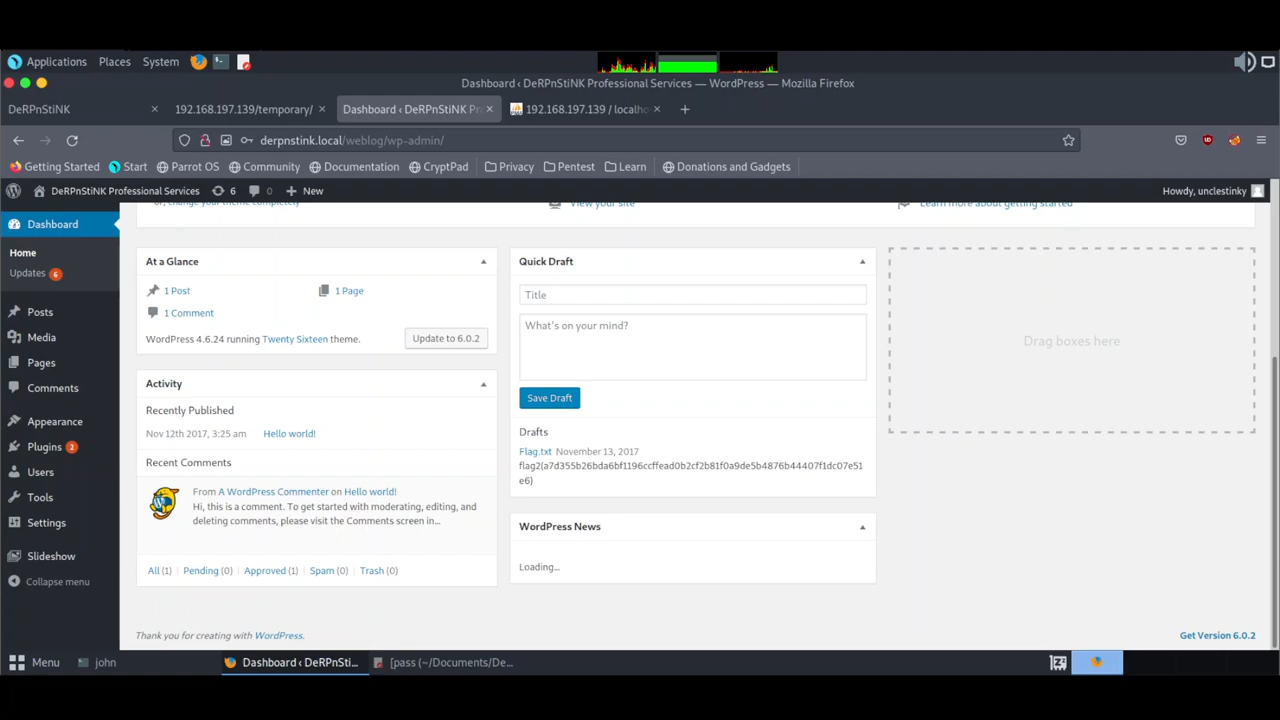 Applications Places System
Dashboard ‹ DeRPnStiNK Professional Services — WordPress — Mozilla Firefox
DeRPnStiNK × 192.168.197.139/temporary/ × Dashboard ‹ DeRPnStiNK Pr × 192.168.197.139 / localho ×
derpnstink.local/weblog/wp-admin/
Getting Started Start Parrot OS Community Documentation CryptPad Privacy Pentest Learn Donations and Gadgets
DeRPnStiNK Professional Services 6 0 New Howdy, unclestinky
or, change your theme completely View your site Learn more about getting started
Dashboard
Home
Updates 6
Posts
Media
Pages
Comments
Appearance
Plugins 2
Users
Tools
Settings
Slideshow
Collapse menu
At a Glance
1 Post 1 Page
1 Comment
WordPress 4.6.24 running Twenty Sixteen theme. Update to 6.0.2
Activity
Recently Published
Nov 12th 2017, 3:25 am Hello world!
Recent Comments
From A WordPress Commenter on Hello world!
Hi, this is a comment. To get started with moderating, editing, and
deleting comments, please visit the Comments screen in…
All (1) | Pending (0) | Approved (1) | Spam (0) | Trash (0)
Quick Draft
Title
What's on your mind?
Save Draft
Drafts
Flag.txt November 13, 2017
flag2(a7d355b26bda6bf1196ccffead0b2cf2b81f0a9de5b4876b44407f1dc07e51
e6)
WordPress News
Loading…
Drag boxes here
Thank you for creating with WordPress. Get Version 6.0.2
Menu john Dashboard ‹ DeRPnSti... [pass (~/Documents/De...